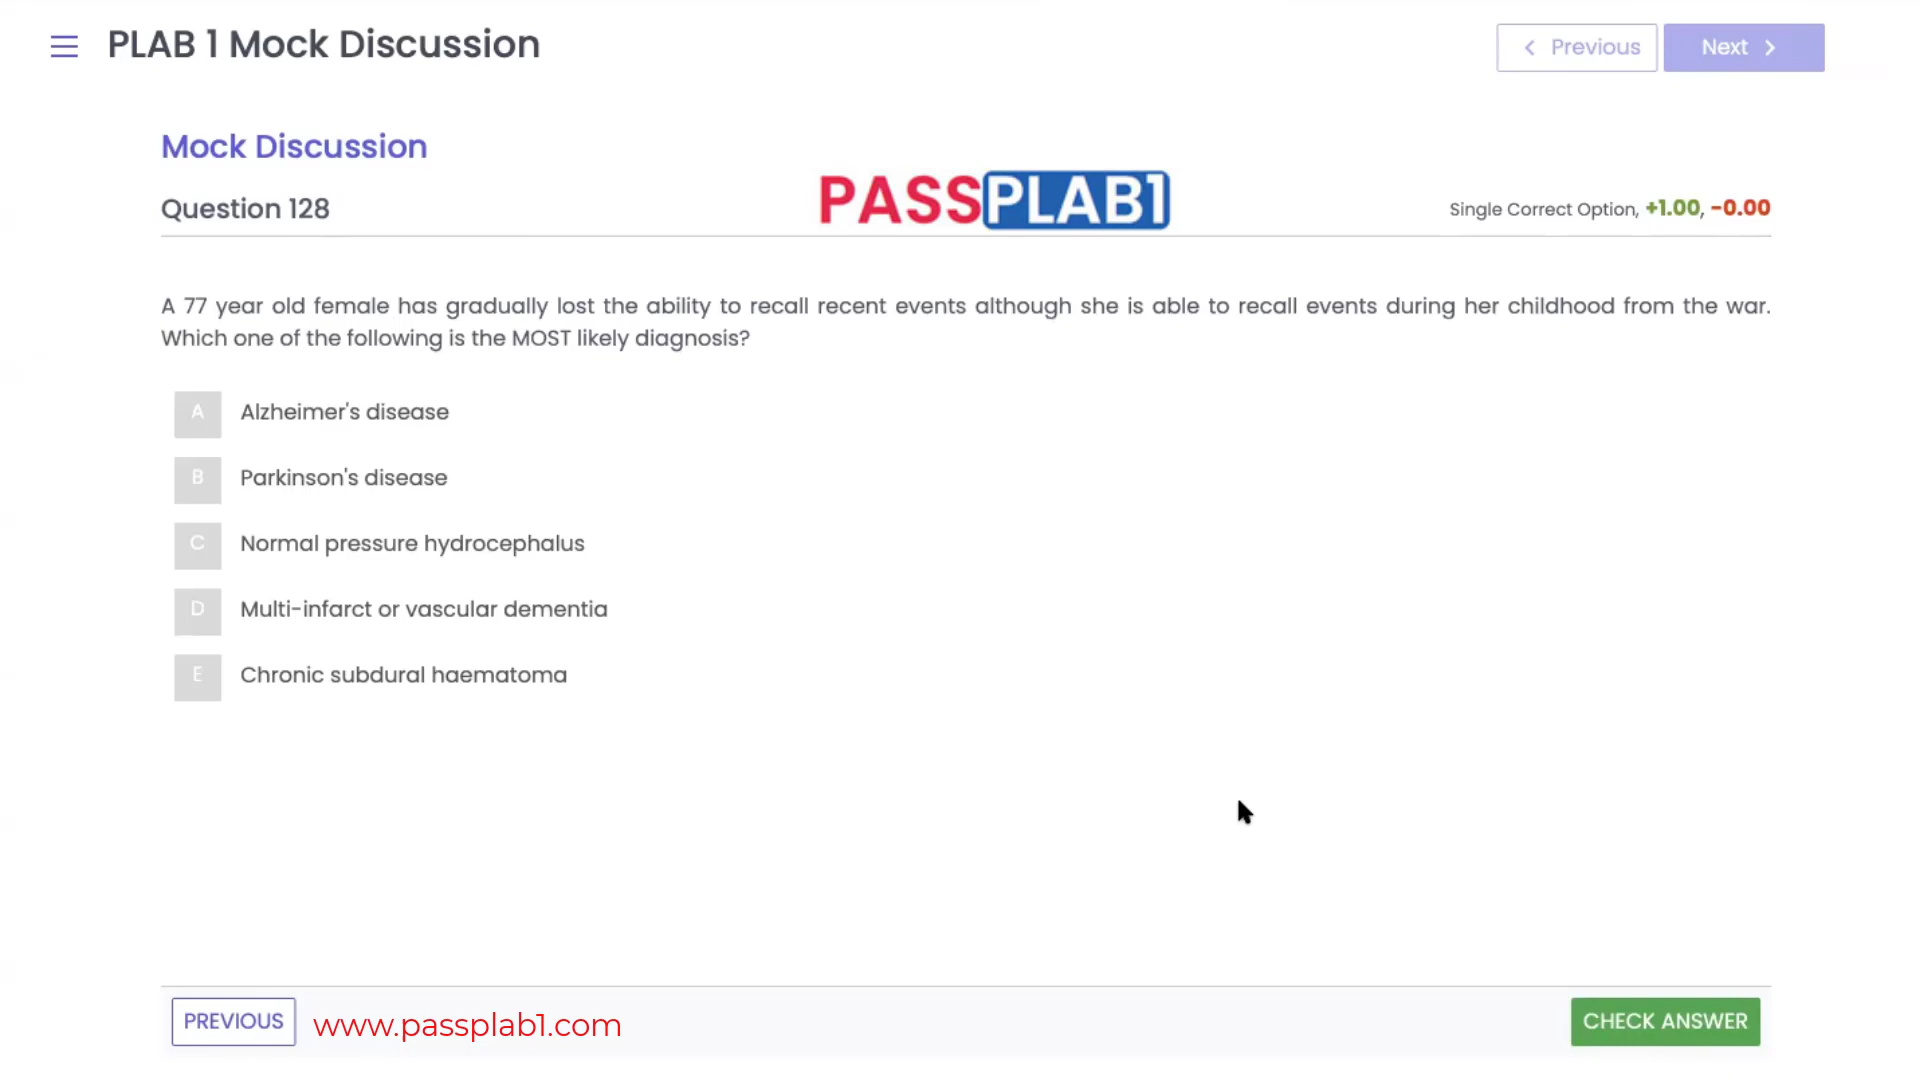 PLAB 1 Mock Discussion
Previous
Next
Mock Discussion
Question 128
PASSPLAB1
Single Correct Option, +1.00, -0.00
A 77 year old female has gradually lost the ability to recall recent events although she is able to recall events during her childhood from the war.
Which one of the following is the MOST likely diagnosis?
A Alzheimer's disease
B Parkinson's disease
C Normal pressure hydrocephalus
D Multi-infarct or vascular dementia
E Chronic subdural haematoma
PREVIOUS
www.passplab1.com
CHECK ANSWER